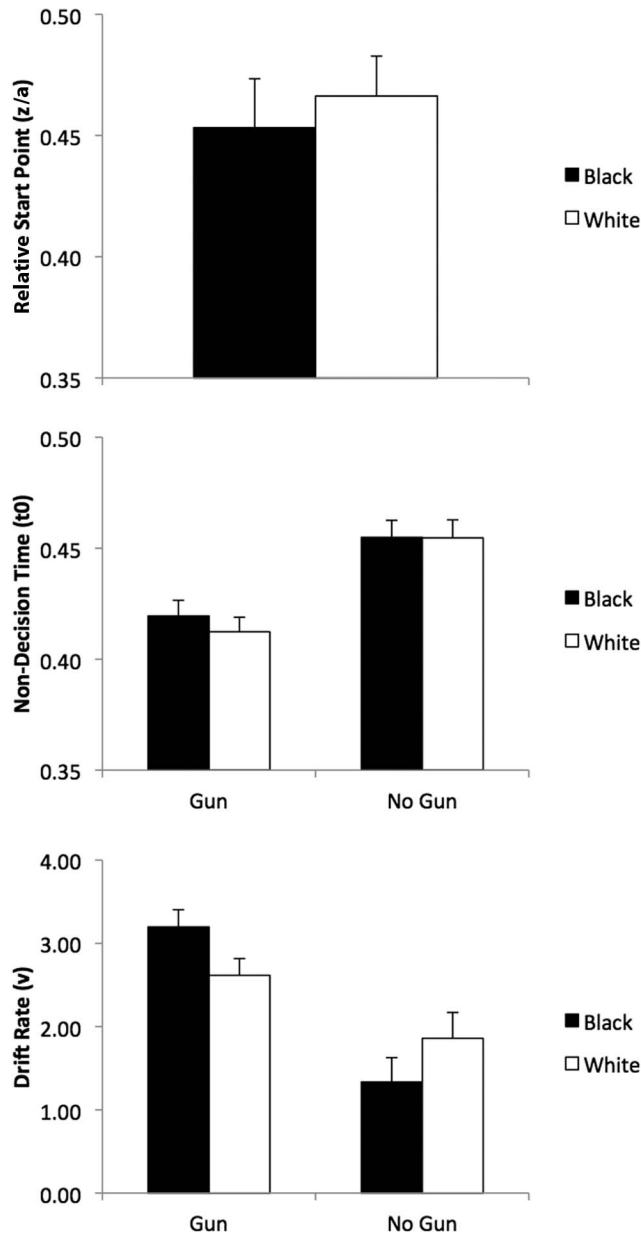 Relative Start Point (z/a)
0.50
0.45
0.40
0.35
Black
White
Non-Decision Time (t0)
0.50
0.45
0.40
0.35
Gun
No Gun
Black
White
Drift Rate (v)
4.00
3.00
2.00
1.00
0.00
Gun
No Gun
Black
White